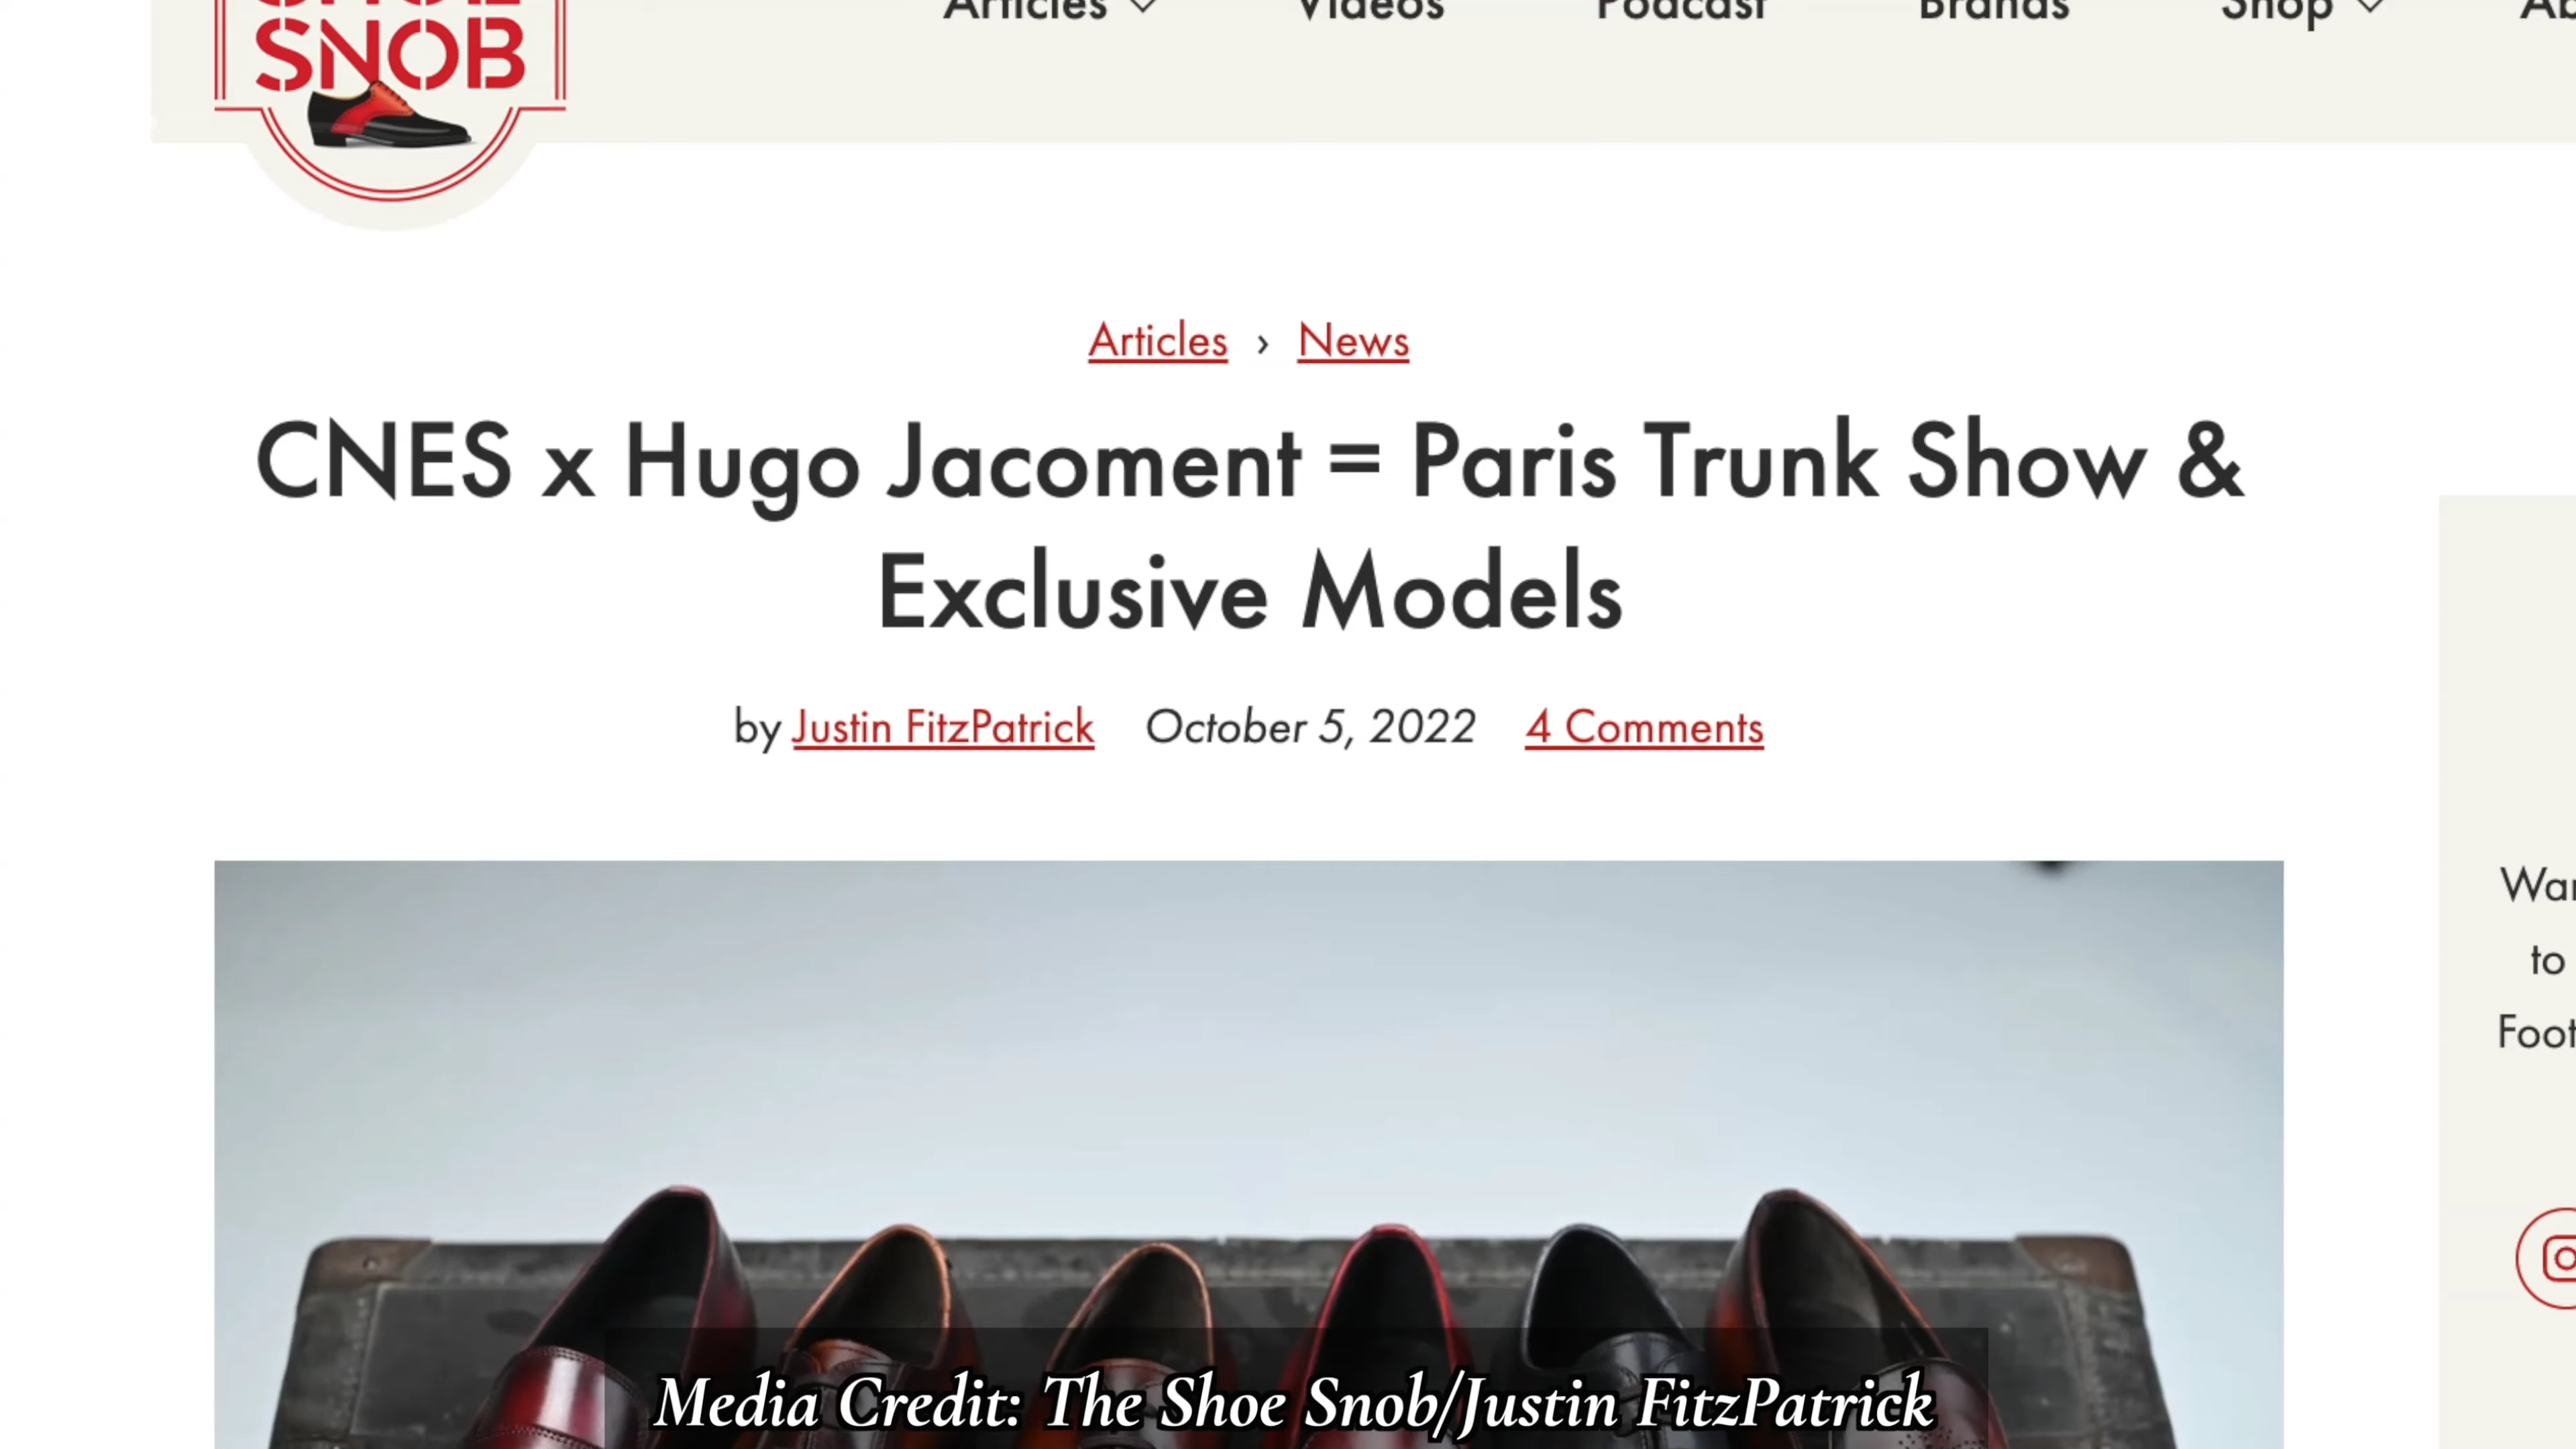 SNOB
Articles Videos Podcast Brands Shop
Articles › News
CNES x Hugo Jacoment = Paris Trunk Show &
Exclusive Models
by Justin FitzPatrick October 5, 2022 4 Comments
to
Media Credit: The Shoe Snob/Justin FitzPatrick